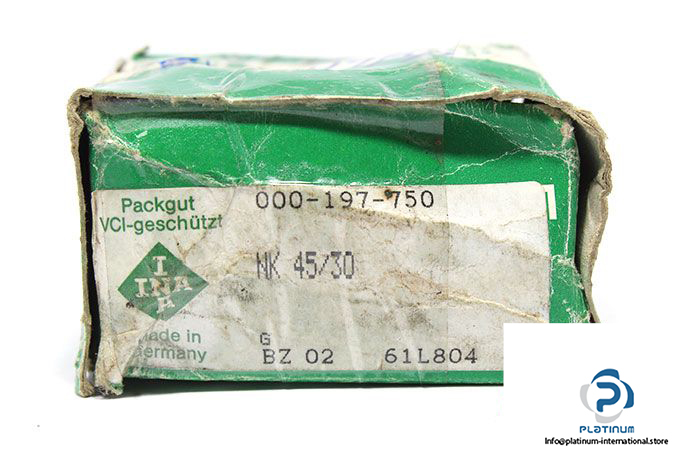 Packgut
VCI-geschützt
000-197-750
I
INA
A
NK 45/30
Made in
Germany
G
BZ 02 61L804
PLATINUM
Info@platinum-international.store